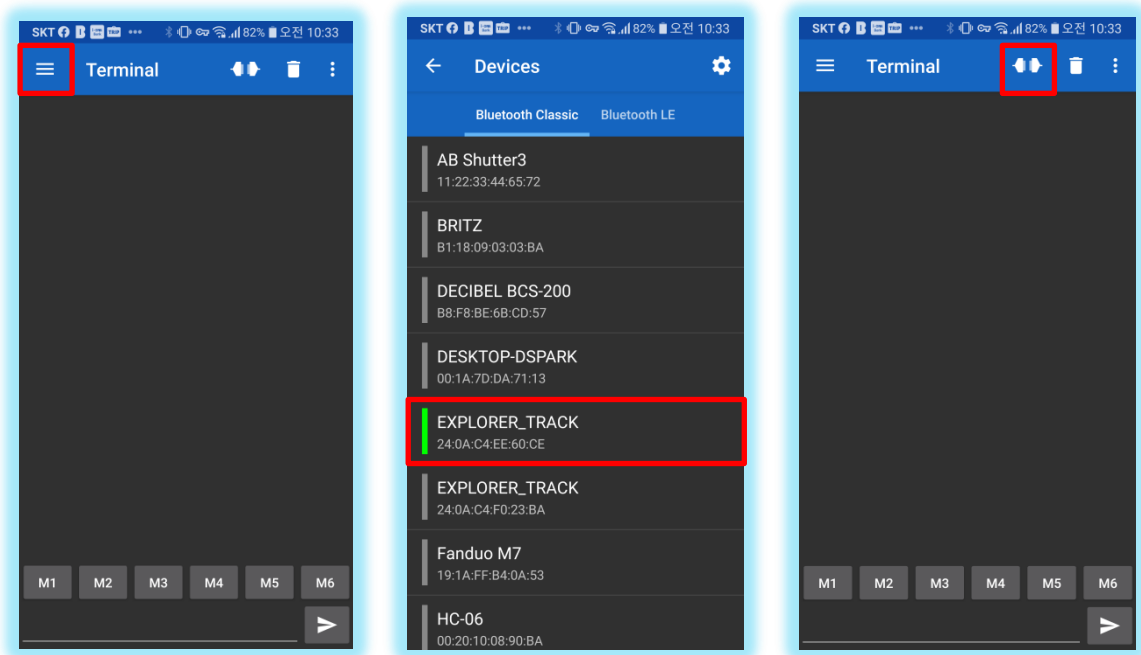 SKT 82% 오전 10:33
Terminal
M1 M2 M3 M4 M5 M6
SKT 82% 오전 10:33
Devices
Bluetooth Classic Bluetooth LE
AB Shutter3
11:22:33:44:65:72
BRITZ
B1:18:09:03:03:BA
DECIBEL BCS-200
B8:F8:BE:6B:CD:57
DESKTOP-DSPARK
00:1A:7D:DA:71:13
EXPLORER_TRACK
24:0A:C4:EE:60:CE
EXPLORER_TRACK
24:0A:C4:F0:23:BA
Fanduo M7
19:1A:FF:B4:0A:53
HC-06
00:20:10:08:90:BA
SKT 82% 오전 10:33
Terminal
M1 M2 M3 M4 M5 M6